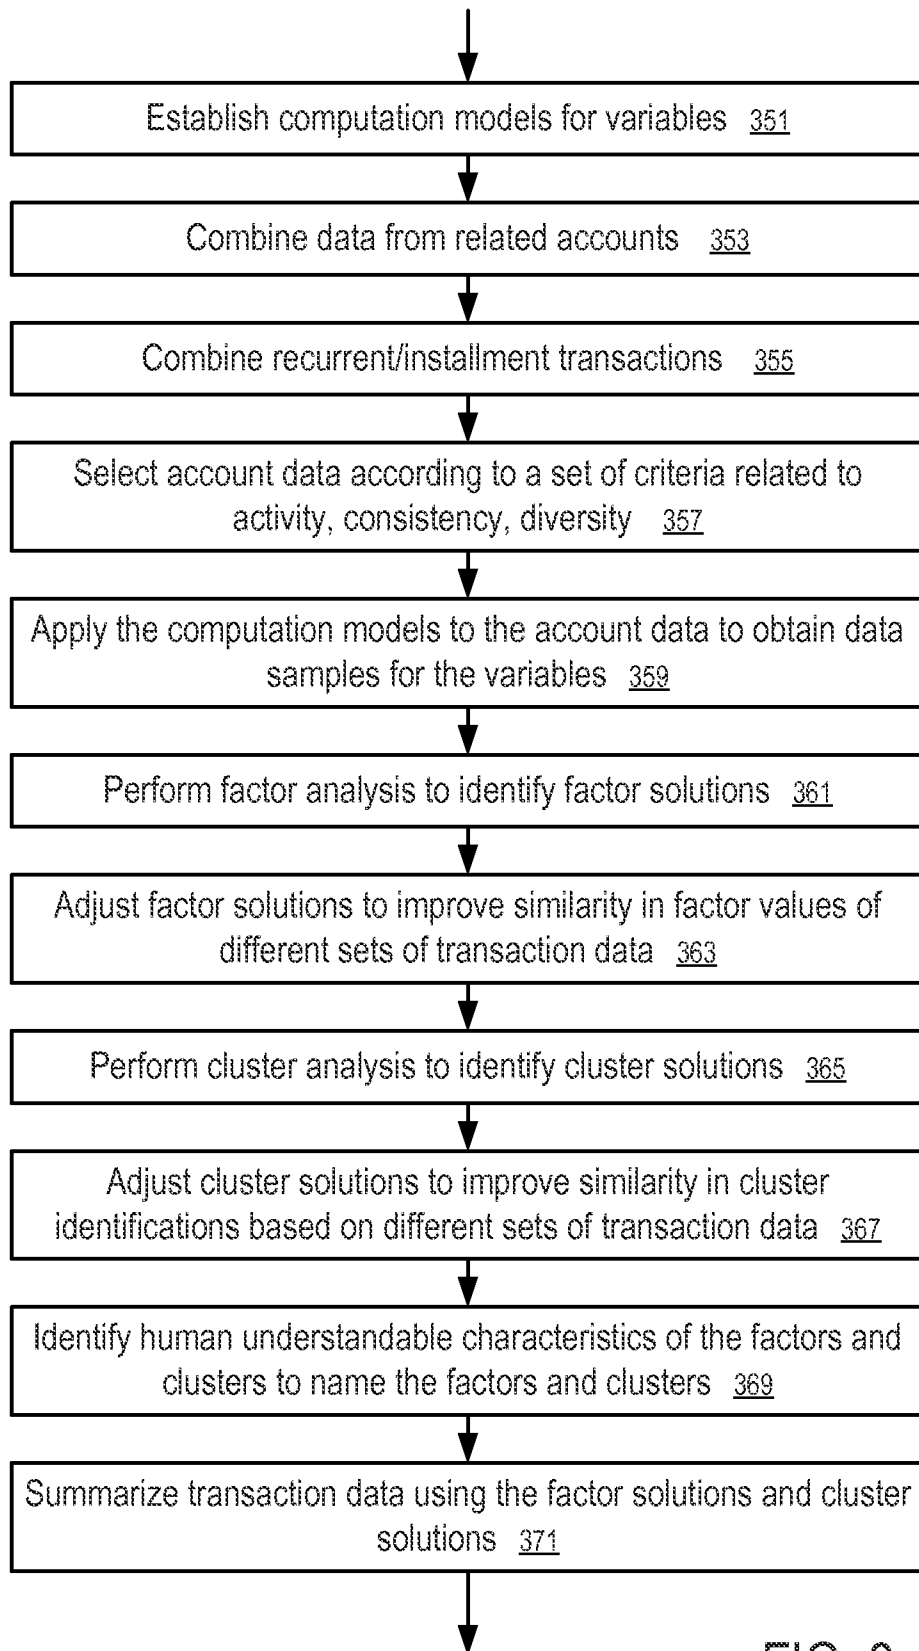 Establish computation models for variables 351
Combine data from related accounts 353
Combine recurrent/installment transactions 355
Select account data according to a set of criteria related to
activity, consistency, diversity 357
Apply the computation models to the account data to obtain data
samples for the variables 359
Perform factor analysis to identify factor solutions 361
Adjust factor solutions to improve similarity in factor values of
different sets of transaction data 363
Perform cluster analysis to identify cluster solutions 365
Adjust cluster solutions to improve similarity in cluster
identifications based on different sets of transaction data 367
Identify human understandable characteristics of the factors and
clusters to name the factors and clusters 369
Summarize transaction data using the factor solutions and cluster
solutions 371
FIG.